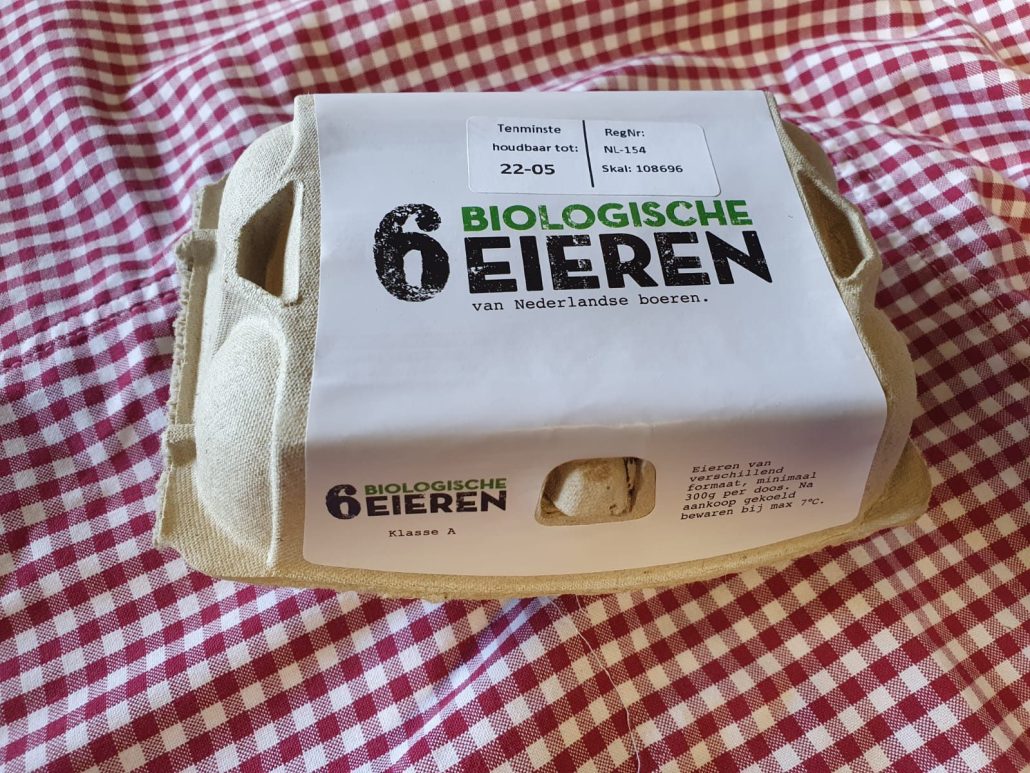 Tenminste
houdbaar tot:
22-05
RegNr:
NL-154
Skal: 108696
6 BIOLOGISCHE
EIEREN
van Nederlandse boeren.
6 BIOLOGISCHE
EIEREN
Klasse A
Eieren van
verschillend
formaat, minimaal
300g per doos. Na
aankoop gekoeld
bewaren bij max 7°C.